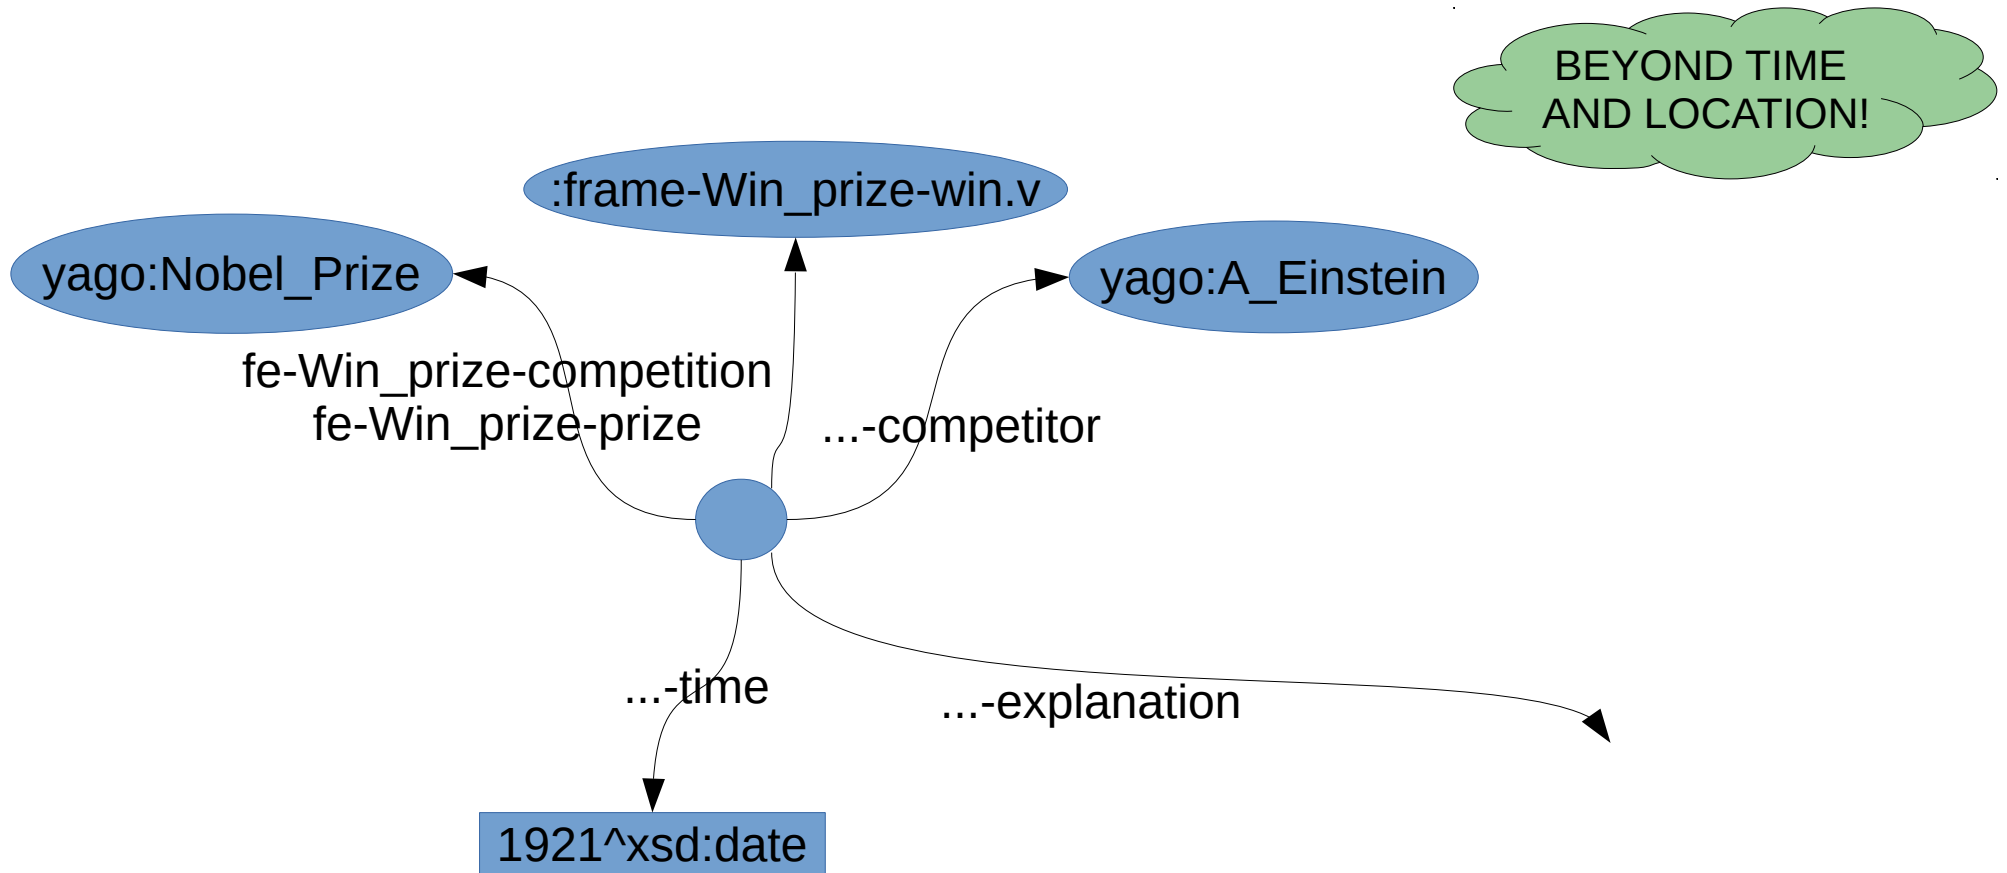 BEYOND TIME
AND LOCATION!
:frame-Win_prize-win.v
yago:Nobel_Prize
yago:A_Einstein
fe-Win_prize-competition
fe-Win_prize-prize
...-competitor
...-time
...-explanation
1921^xsd:date